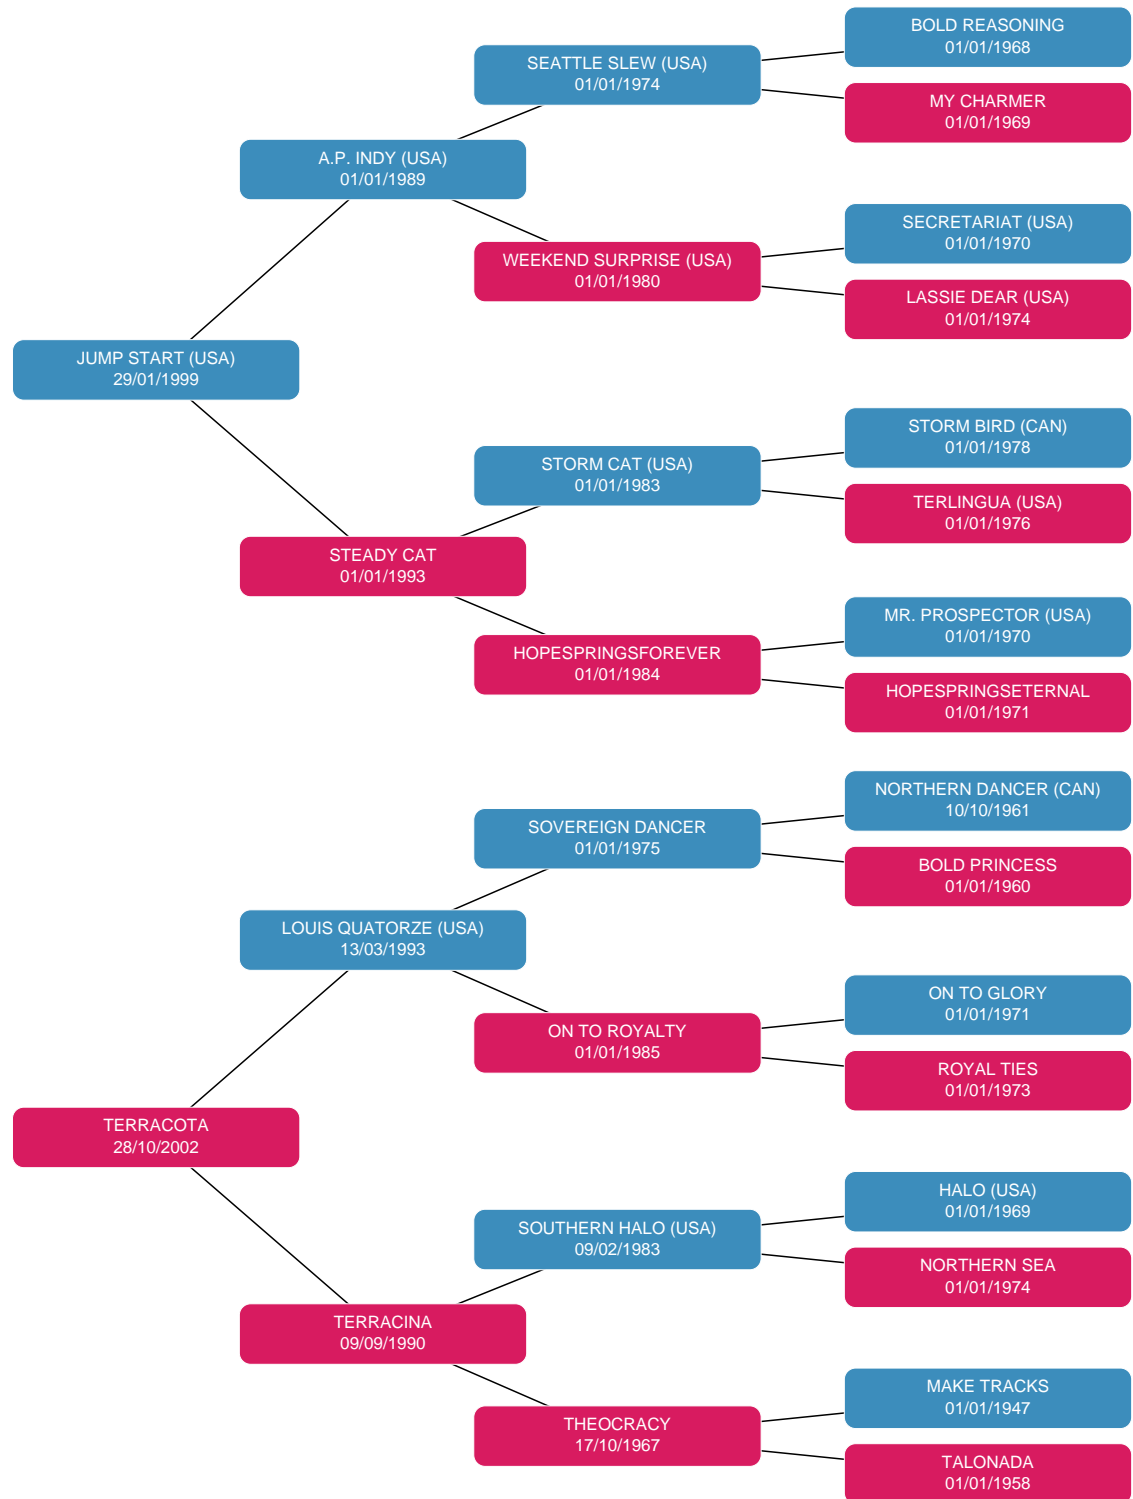 BOLD REASONING
01/01/1968
SEATTLE SLEW (USA)
01/01/1974
MY CHARMER
01/01/1969
A.P. INDY (USA)
01/01/1989
SECRETARIAT (USA)
01/01/1970
WEEKEND SURPRISE (USA)
01/01/1980
LASSIE DEAR (USA)
01/01/1974
JUMP START (USA)
29/01/1999
STORM BIRD (CAN)
01/01/1978
STORM CAT (USA)
01/01/1983
TERLINGUA (USA)
01/01/1976
STEADY CAT
01/01/1993
MR. PROSPECTOR (USA)
01/01/1970
HOPESPRINGSFOREVER
01/01/1984
HOPESPRINGSETERNAL
01/01/1971
NORTHERN DANCER (CAN)
10/10/1961
SOVEREIGN DANCER
01/01/1975
BOLD PRINCESS
01/01/1960
LOUIS QUATORZE (USA)
13/03/1993
ON TO GLORY
01/01/1971
ON TO ROYALTY
01/01/1985
ROYAL TIES
01/01/1973
TERRACOTA
28/10/2002
HALO (USA)
01/01/1969
SOUTHERN HALO (USA)
09/02/1983
NORTHERN SEA
01/01/1974
TERRACINA
09/09/1990
MAKE TRACKS
01/01/1947
THEOCRACY
17/10/1967
TALONADA
01/01/1958